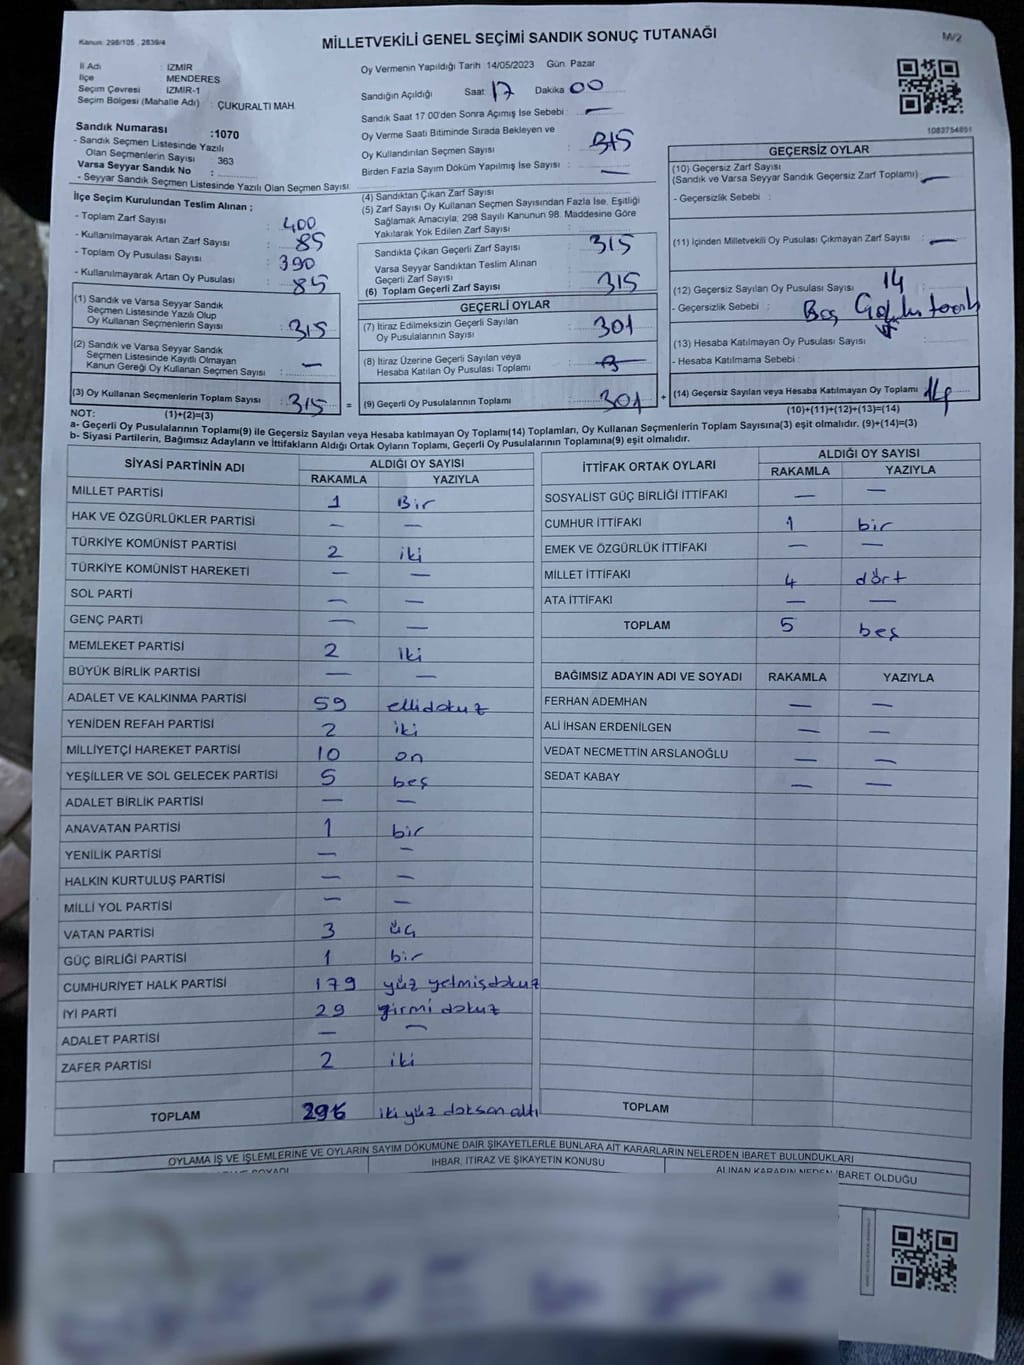 Kanun: 298/105 , 2839/4
MİLLETVEKİLİ GENEL SEÇİMİ SANDIK SONUÇ TUTANAĞI
M/2
İl Adı : İZMİR
İlçe : MENDERES
Seçim Çevresi : İZMİR-1
Seçim Bölgesi (Mahalle Adı) : ÇUKURALTI MAH.
Sandık Numarası :1070
- Sandık Seçmen Listesinde Yazılı
Olan Seçmenlerin Sayısı : 363
Varsa Seyyar Sandık No :
- Seyyar Sandık Seçmen Listesinde Yazılı Olan Seçmen Sayısı:
Oy Vermenin Yapıldığı Tarih :14/05/2023 Gün: Pazar
Sandığın Açıldığı Saat: 17 Dakika 00
Sandık Saat 17 00'den Sonra Açımış İse Sebebi : —
Oy Verme Saati Bitiminde Sırada Bekleyen ve
Oy Kullandırılan Seçmen Sayısı : 315
Birden Fazla Sayım Döküm Yapılmış İse Sayısı : —
1083754891
İlçe Seçim Kurulundan Teslim Alınan ;
- Toplam Zarf Sayısı : 400
- Kullanılmayarak Artan Zarf Sayısı : 85
- Toplam Oy Pusulası Sayısı : 390
- Kullanılmayarak Artan Oy Pusulası : 85
(1) Sandık ve Varsa Seyyar Sandık
Seçmen Listesinde Yazılı Olup
Oy Kullanan Seçmenlerin Sayısı : 315
(2) Sandık ve Varsa Seyyar Sandık
Seçmen Listesinde Kayıtlı Olmayan
Kanun Gereği Oy Kullanan Seçmen Sayısı : —
(3) Oy Kullanan Seçmenlerin Toplam Sayısı : 315 =
(4) Sandıktan Çıkan Zarf Sayısı :
(5) Zarf Sayısı Oy Kullanan Seçmen Sayısından Fazla İse, Eşitliği
Sağlamak Amacıyla; 298 Sayılı Kanunun 98. Maddesine Göre
Yakılarak Yok Edilen Zarf Sayısı :
Sandıkta Çıkan Geçerli Zarf Sayısı : 315
Varsa Seyyar Sandıktan Teslim Alınan
Geçerli Zarf Sayısı :
(6) Toplam Geçerli Zarf Sayısı : 315
GEÇERLİ OYLAR
(7) İtiraz Edilmeksizin Geçerli Sayılan
Oy Pusulalarının Sayısı : 301
(8) İtiraz Üzerine Geçerli Sayılan veya
Hesaba Katılan Oy Pusulası Toplamı : —
(9) Geçerli Oy Pusulalarının Toplamı : 301 +
GEÇERSİZ OYLAR
(10) Geçersiz Zarf Sayısı
(Sandık ve Varsa Seyyar Sandık Geçersiz Zarf Toplamı) : —
- Geçersizlik Sebebi :
(11) İçinden Milletvekili Oy Pusulası Çıkmayan Zarf Sayısı : —
(12) Geçersiz Sayılan Oy Pusulası Sayısı : 14
- Geçersizlik Sebebi : Boş
(13) Hesaba Katılmayan Oy Pusulası Sayısı :
- Hesaba Katılmama Sebebi :
(14) Geçersiz Sayılan veya Hesaba Katılmayan Oy Toplamı : 14
(10)+(11)+(12)+(13)=(14)
NOT: (1)+(2)=(3)
a- Geçerli Oy Pusulalarının Toplamı(9) ile Geçersiz Sayılan veya Hesaba katılmayan Oy Toplamı(14) Toplamları, Oy Kullanan Seçmenlerin Toplam Sayısına(3) eşit olmalıdır. (9)+(14)=(3)
b- Siyasi Partilerin, Bağımsız Adayların ve İttifakların Aldığı Ortak Oyların Toplamı, Geçerli Oy Pusulalarının Toplamına(9) eşit olmalıdır.
SİYASİ PARTİNİN ADI ALDIĞI OY SAYISI
RAKAMLA YAZIYLA
MİLLET PARTİSİ 1 Bir
HAK VE ÖZGÜRLÜKLER PARTİSİ — —
TÜRKİYE KOMÜNİST PARTİSİ 2 iki
TÜRKİYE KOMÜNİST HAREKETİ — —
SOL PARTİ — —
GENÇ PARTİ — —
MEMLEKET PARTİSİ 2 iki
BÜYÜK BİRLİK PARTİSİ — —
ADALET VE KALKINMA PARTİSİ 59 ellidokuz
YENİDEN REFAH PARTİSİ 2 iki
MİLLİYETÇİ HAREKET PARTİSİ 10 on
YEŞİLLER VE SOL GELECEK PARTİSİ 5 beş
ADALET BİRLİK PARTİSİ — —
ANAVATAN PARTİSİ 1 bir
YENİLİK PARTİSİ — —
HALKIN KURTULUŞ PARTİSİ — —
MİLLİ YOL PARTİSİ — —
VATAN PARTİSİ 3 üç
GÜÇ BİRLİĞİ PARTİSİ 1 bir
CUMHURİYET HALK PARTİSİ 179 yüz yetmişdokuz
İYİ PARTİ 29 yirmi dokuz
ADALET PARTİSİ — —
ZAFER PARTİSİ 2 iki
TOPLAM 296 iki yüz doksan altı
İTTİFAK ORTAK OYLARI ALDIĞI OY SAYISI
RAKAMLA YAZIYLA
SOSYALİST GÜÇ BİRLİĞİ İTTİFAKI — —
CUMHUR İTTİFAKI 1 bir
EMEK VE ÖZGÜRLÜK İTTİFAKI — —
MİLLET İTTİFAKI 4 dört
ATA İTTİFAKI — —
TOPLAM 5 beş
BAĞIMSIZ ADAYIN ADI VE SOYADI RAKAMLA YAZIYLA
FERHAN ADEMHAN — —
ALİ İHSAN ERDENİLGEN — —
VEDAT NECMETTİN ARSLANOĞLU — —
SEDAT KABAY — —
TOPLAM
OYLAMA İŞ VE İŞLEMLERİNE VE OYLARIN SAYIM DÖKÜMÜNE DAİR ŞİKAYETLERLE BUNLARA AİT KARARLARIN NELERDEN İBARET BULUNDUKLARI
SOYADI İHBAR, İTİRAZ VE ŞİKAYETİN KONUSU ALINAN KARARIN NEDEN İBARET OLDUĞU